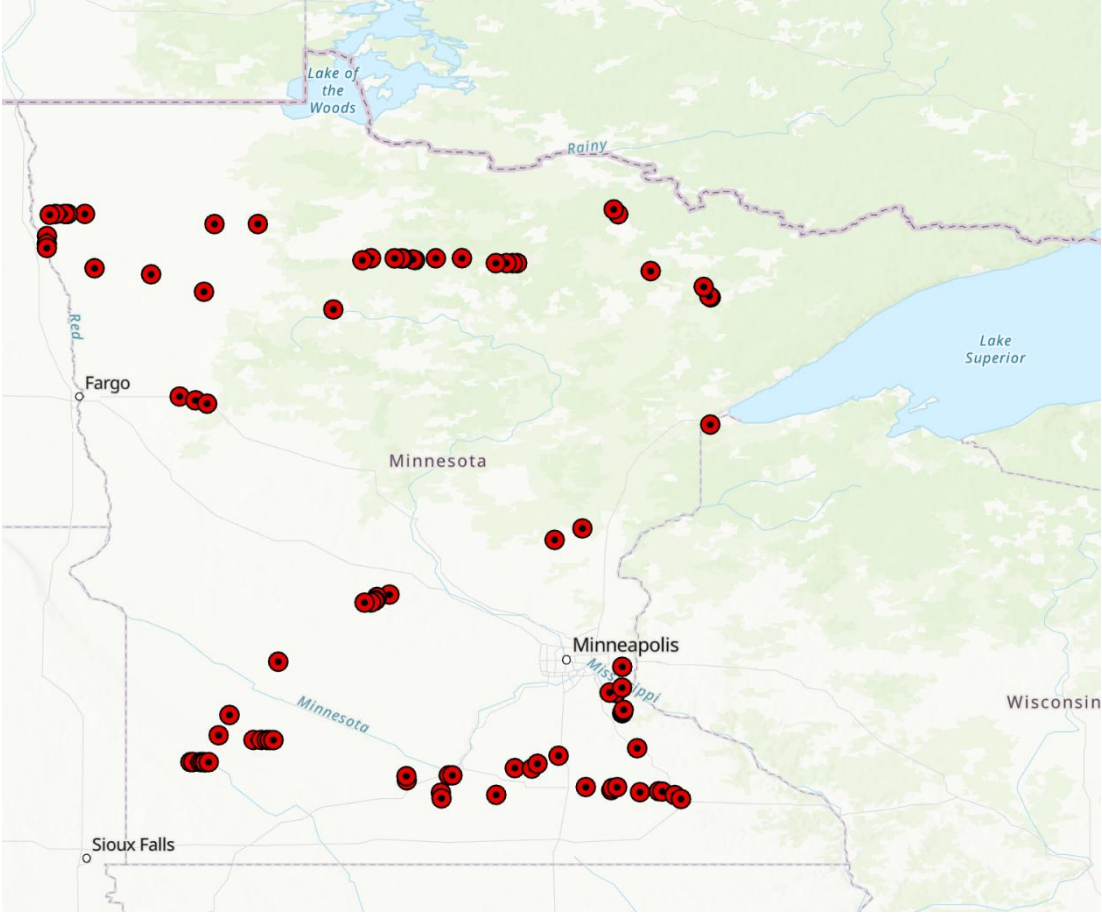 Lake of
the
Woods
Rainy
Lake
Superior
Red
Fargo
Minnesota
Minneapolis
Mississippi
Wisconsin
Minnesota
Sioux Falls